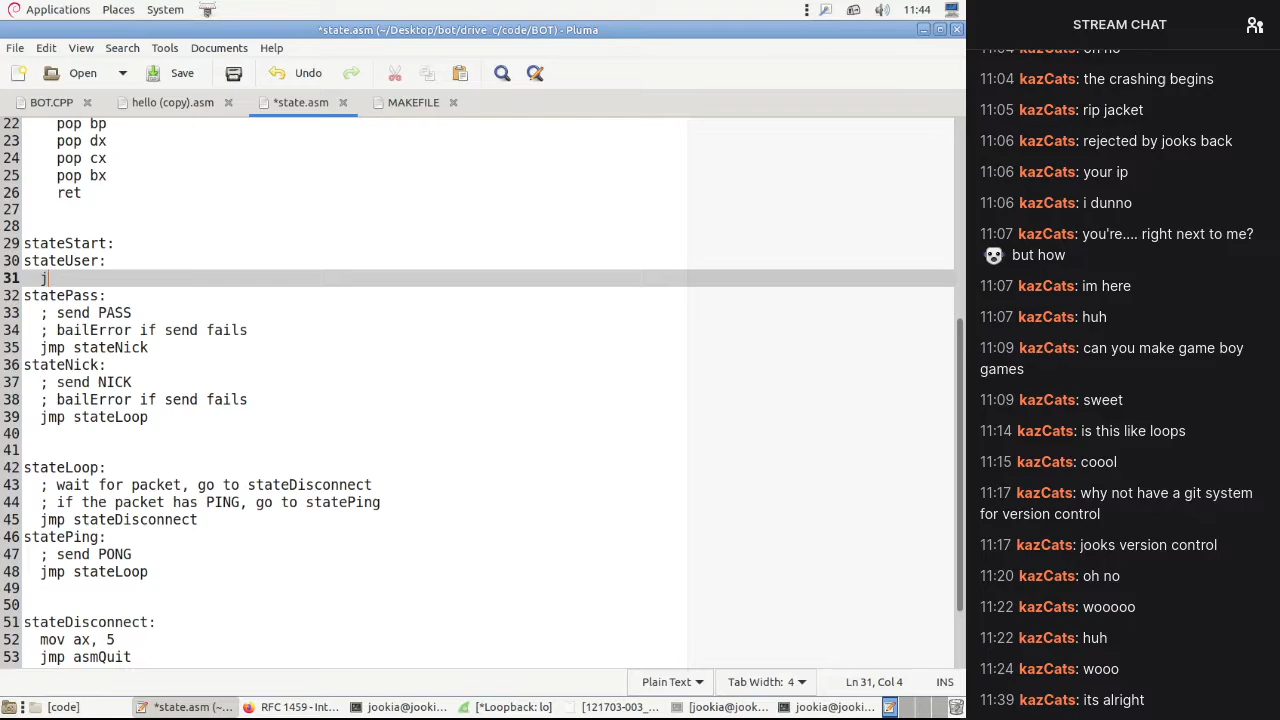 Applications Places System 11:44
*state.asm (~/Desktop/bot/drive_c/code/BOT) - Pluma
File Edit View Search Tools Documents Help
Open Save Undo
BOT.CPP hello (copy).asm *state.asm MAKEFILE
22 pop bp
23 pop dx
24 pop cx
25 pop bx
26 ret
27
28
29 stateStart:
30 stateUser:
31 j
32 statePass:
33 ; send PASS
34 ; bailError if send fails
35 jmp stateNick
36 stateNick:
37 ; send NICK
38 ; bailError if send fails
39 jmp stateLoop
40
41
42 stateLoop:
43 ; wait for packet, go to stateDisconnect
44 ; if the packet has PING, go to statePing
45 jmp stateDisconnect
46 statePing:
47 ; send PONG
48 jmp stateLoop
49
50
51 stateDisconnect:
52 mov ax, 5
53 jmp asmQuit
Plain Text Tab Width: 4 Ln 31, Col 4 INS
[code] *state.asm (~... RFC 1459 - Int... jookia@jooki... [*Loopback: lo] [121703-003_... [jookia@jooki... jookia@jooki...
STREAM CHAT
11:04 kazCats: oh no
11:04 kazCats: the crashing begins
11:05 kazCats: rip jacket
11:06 kazCats: rejected by jooks back
11:06 kazCats: your ip
11:06 kazCats: i dunno
11:07 kazCats: you're.... right next to me?
but how
11:07 kazCats: im here
11:07 kazCats: huh
11:09 kazCats: can you make game boy
games
11:09 kazCats: sweet
11:14 kazCats: is this like loops
11:15 kazCats: coool
11:17 kazCats: why not have a git system
for version control
11:17 kazCats: jooks version control
11:20 kazCats: oh no
11:22 kazCats: wooooo
11:22 kazCats: huh
11:24 kazCats: wooo
11:39 kazCats: its alright